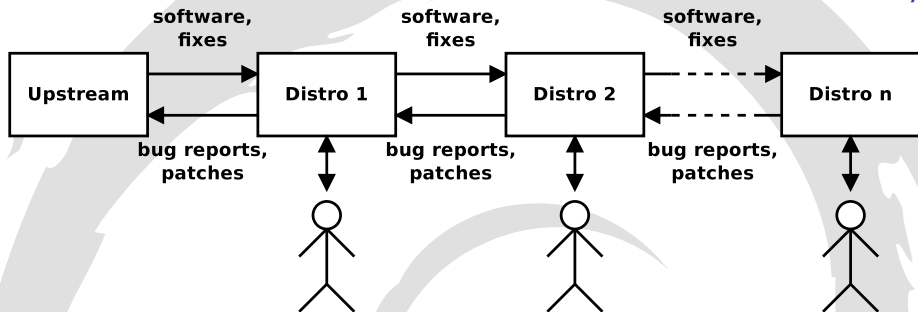 software,
fixes
software,
fixes
software,
fixes
Upstream
Distro 1
Distro 2
Distro n
bug reports,
patches
bug reports,
patches
bug reports,
patches